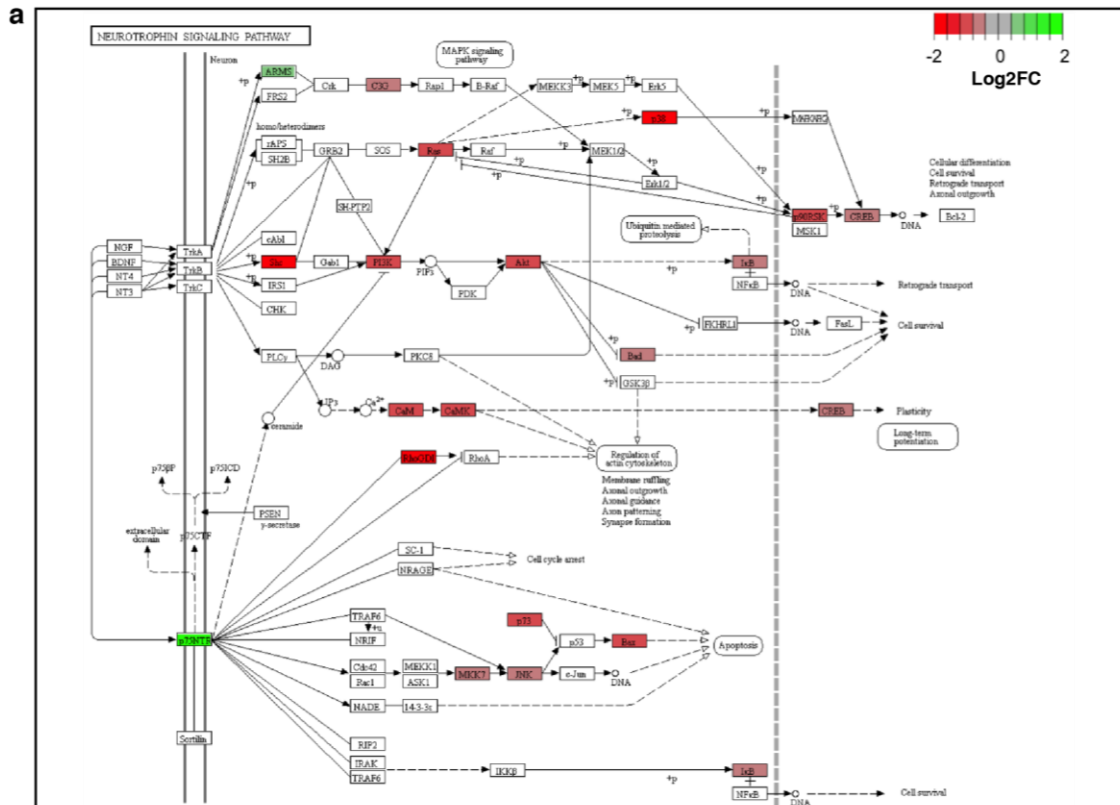 a
NEUROTROPHIN SIGNALING PATHWAY
-2 0 2
Log2FC
Neuron
MAPK signaling
pathway
ARMS Crk C3G Rap1 B-Raf MEKK3 MEK5 Erk5
+p +p +p
FRS2
+p p38 +p
homo/heterodimers
rAPS
SH2B
GRB2 SOS Ras Raf MEK1/2
+p
Erk1/2
SH-PTP2
Cellular differentiation
Cell survival
Retrograde transport
Axonal outgrowth
p90RSK +p CREB DNA Bcl-2
MSK1
Ubiquitin mediated
proteolysis
cAbl
NGF
BDNF
NT4
NT3
TrkA
TrkB
TrkC
+p Shc Gab1 PI3K PIP3 Akt +p IκB
+p IRS1 PDK NFκB DNA Retrograde transport
CHK
+p FKHRL1 DNA FasL Cell survival
PLCγ DAG PKCδ
Bad
+p GSK3β
IP3 Ca2+ CaM CaMK CREB Plasticity
ceramide
Long-term
potentiation
RhoGDI RhoA
Regulation of
actin cytoskeleton
Membrane ruffling
Axonal outgrowth
Axonal guidance
Axon patterning
Synapse formation
p75ICD
PSEN
γ-secretase
extracellular
domain
p75CTF
SC-1 Cell cycle arrest
NRAGE
p75NTR
TRAF6
+u
NRIF
p73
p53 Bax Apoptosis
Cdc42 MEKK1 MKK7 JNK c-Jun DNA
Rac1 ASK1
NADE
Sortilin
RIP2
IRAK
TRAF6
IKKβ +p IκB
NFκB DNA Cell survival